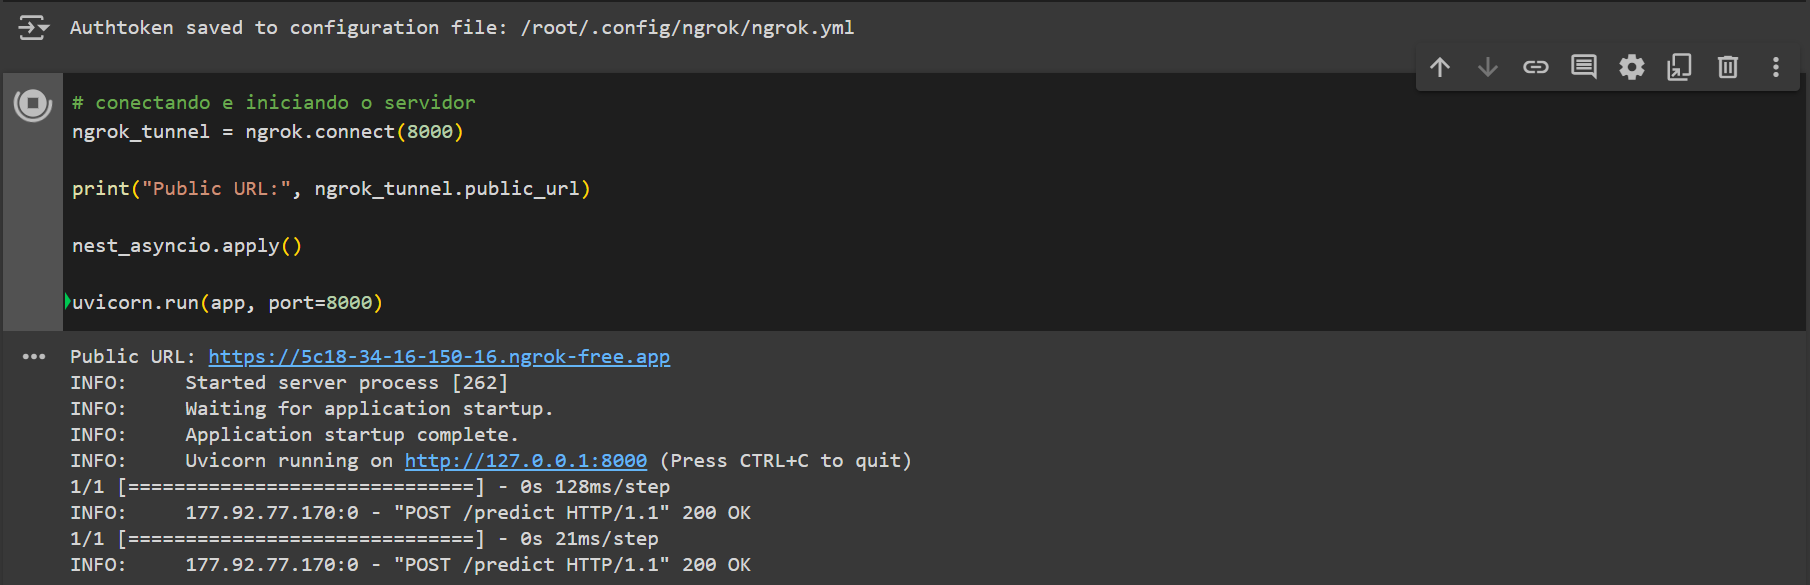 Authtoken saved to configuration file: /root/.config/ngrok/ngrok.yml
# conectando e iniciando o servidor
ngrok_tunnel = ngrok.connect(8000)
print("Public URL:", ngrok_tunnel.public_url)
nest_asyncio.apply()
uvicorn.run(app, port=8000)
Public URL: https://5c18-34-16-150-16.ngrok-free.app
INFO:     Started server process [262]
INFO:     Waiting for application startup.
INFO:     Application startup complete.
INFO:     Uvicorn running on http://127.0.0.1:8000 (Press CTRL+C to quit)
1/1 [==============================] - 0s 128ms/step
INFO:     177.92.77.170:0 - "POST /predict HTTP/1.1" 200 OK
1/1 [==============================] - 0s 21ms/step
INFO:     177.92.77.170:0 - "POST /predict HTTP/1.1" 200 OK